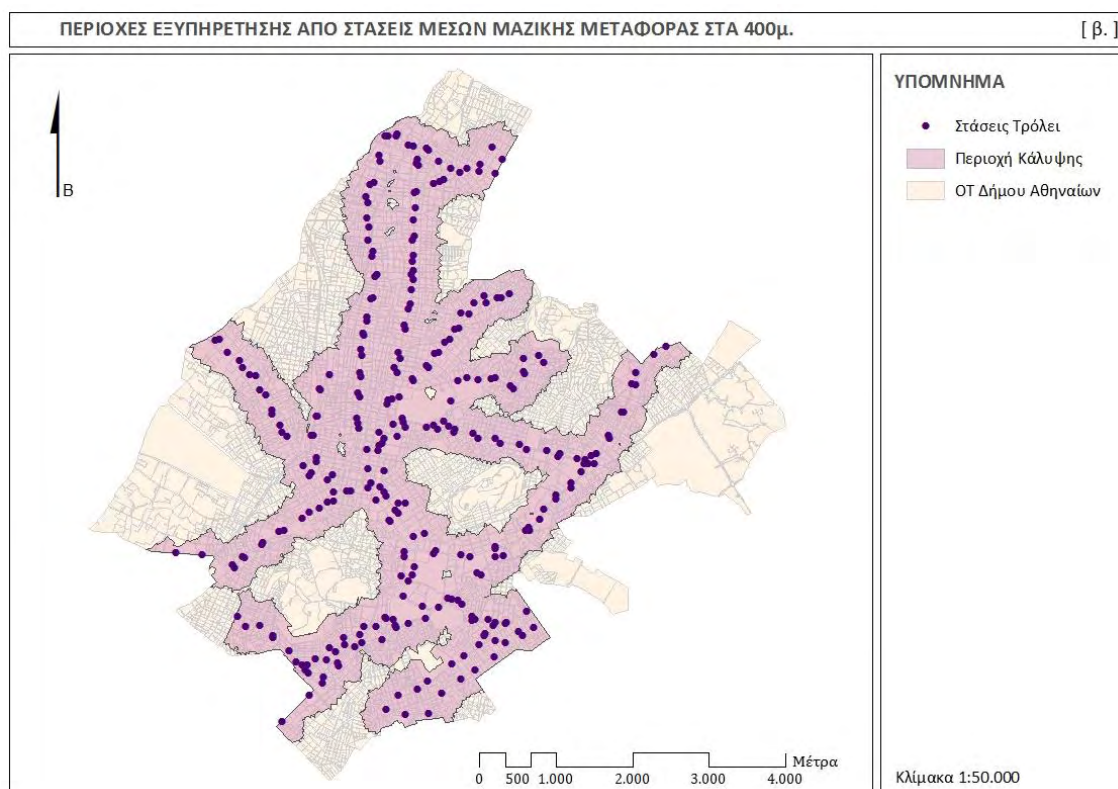 ΠΕΡΙΟΧΕΣ ΕΞΥΠΗΡΕΤΗΣΗΣ ΑΠΟ ΣΤΑΣΕΙΣ ΜΕΣΩΝ ΜΑΖΙΚΗΣ ΜΕΤΑΦΟΡΑΣ ΣΤΑ 400μ. [ β. ]
ΥΠΟΜΝΗΜΑ
Στάσεις Τρόλει
Περιοχή Κάλυψης
ΟΤ Δήμου Αθηναίων
Β
Μέτρα
0 500 1.000 2.000 3.000 4.000
Κλίμακα 1:50.000